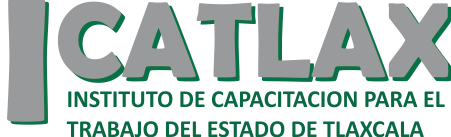 ICATLAX
INSTITUTO DE CAPACITACION PARA EL
TRABAJO DEL ESTADO DE TLAXCALA